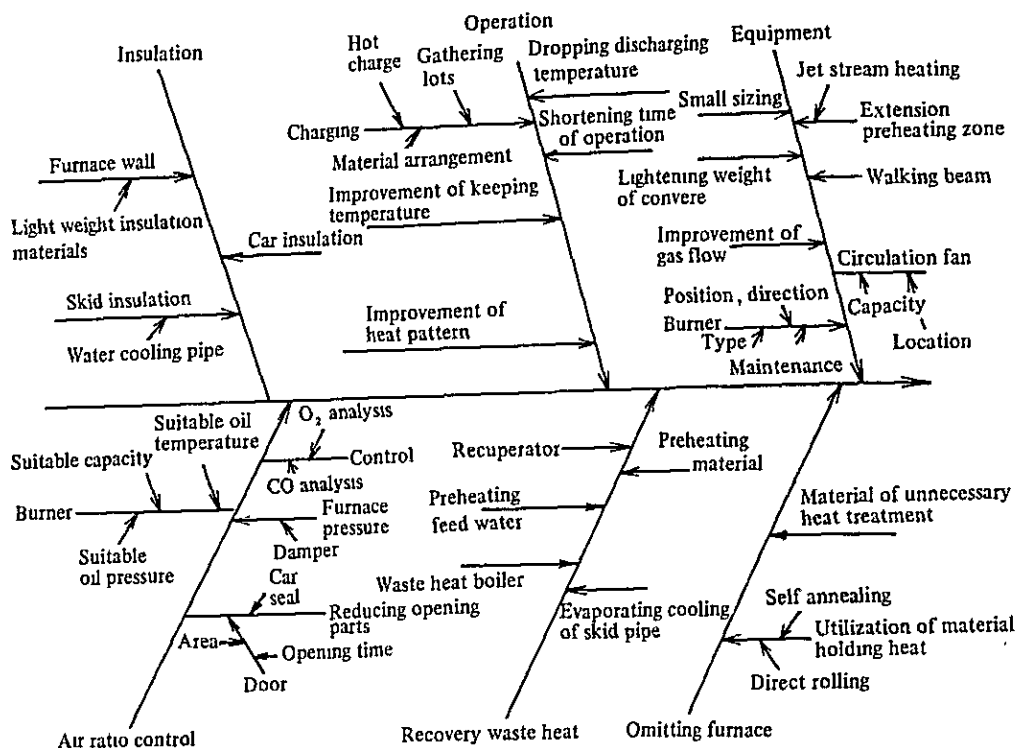 Operation
Insulation
Hot
charge
Gathering
lots
Dropping discharging
temperature
Equipment
Jet stream heating
Small sizing
Charging
Shortening time
of operation
Extension
preheating zone
Material arrangement
Furnace wall
Improvement of keeping
temperature
Lightening weight
of convere
Walking beam
Light weight insulation
materials
Car insulation
Improvement of
gas flow
Circulation fan
Skid insulation
Position, direction
Capacity
Improvement of
heat pattern
Burner
Type
Location
Water cooling pipe
Maintenance
O₂ analysis
Suitable oil
temperature
Suitable capacity
Control
Recuperator
Preheating
material
CO analysis
Burner
Furnace
pressure
Preheating
feed water
Material of unnecessary
heat treatment
Suitable
oil pressure
Damper
Car
seal
Waste heat boiler
Reducing opening
parts
Evaporating cooling
of skid pipe
Self annealing
Area
Opening time
Utilization of material
holding heat
Door
Direct rolling
Air ratio control
Recovery waste heat
Omitting furnace